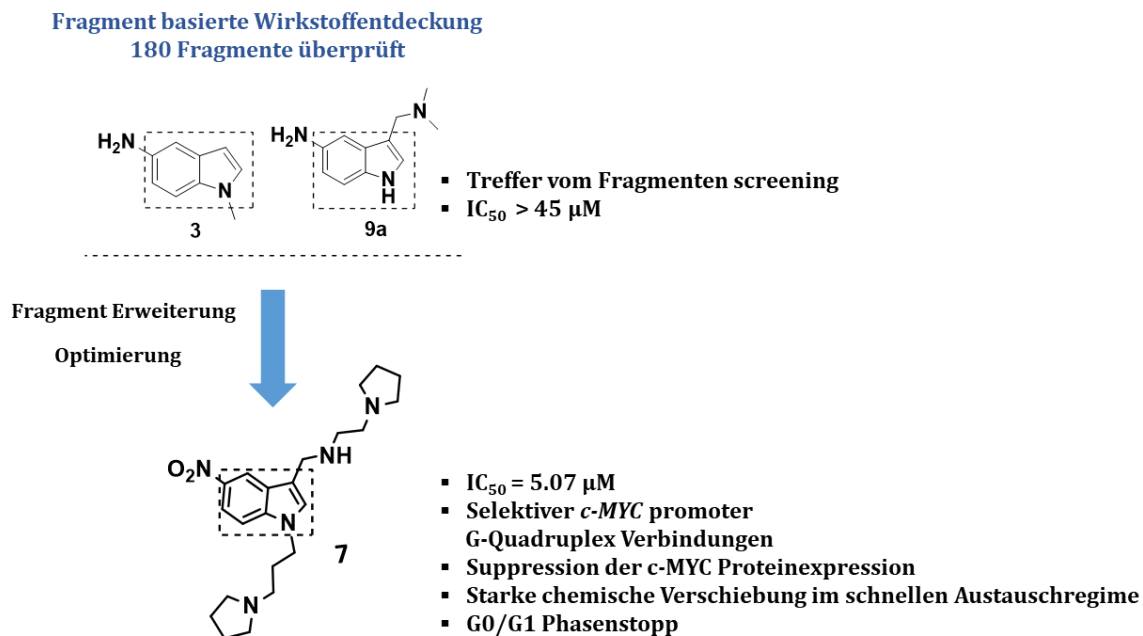 Fragment basierte Wirkstoffentdeckung
180 Fragmente überprüft
H₂N
N
3
H₂N
N
N
H
9a
▪ Treffer vom Fragmenten screening
▪ IC₅₀ > 45 µM
Fragment Erweiterung
Optimierung
N
NH
O₂N
N
7
N
▪ IC₅₀ = 5.07 µM
▪ Selektiver c-MYC promoter
G-Quadruplex Verbindungen
▪ Suppression der c-MYC Proteinexpression
▪ Starke chemische Verschiebung im schnellen Austauschregime
▪ G0/G1 Phasenstopp